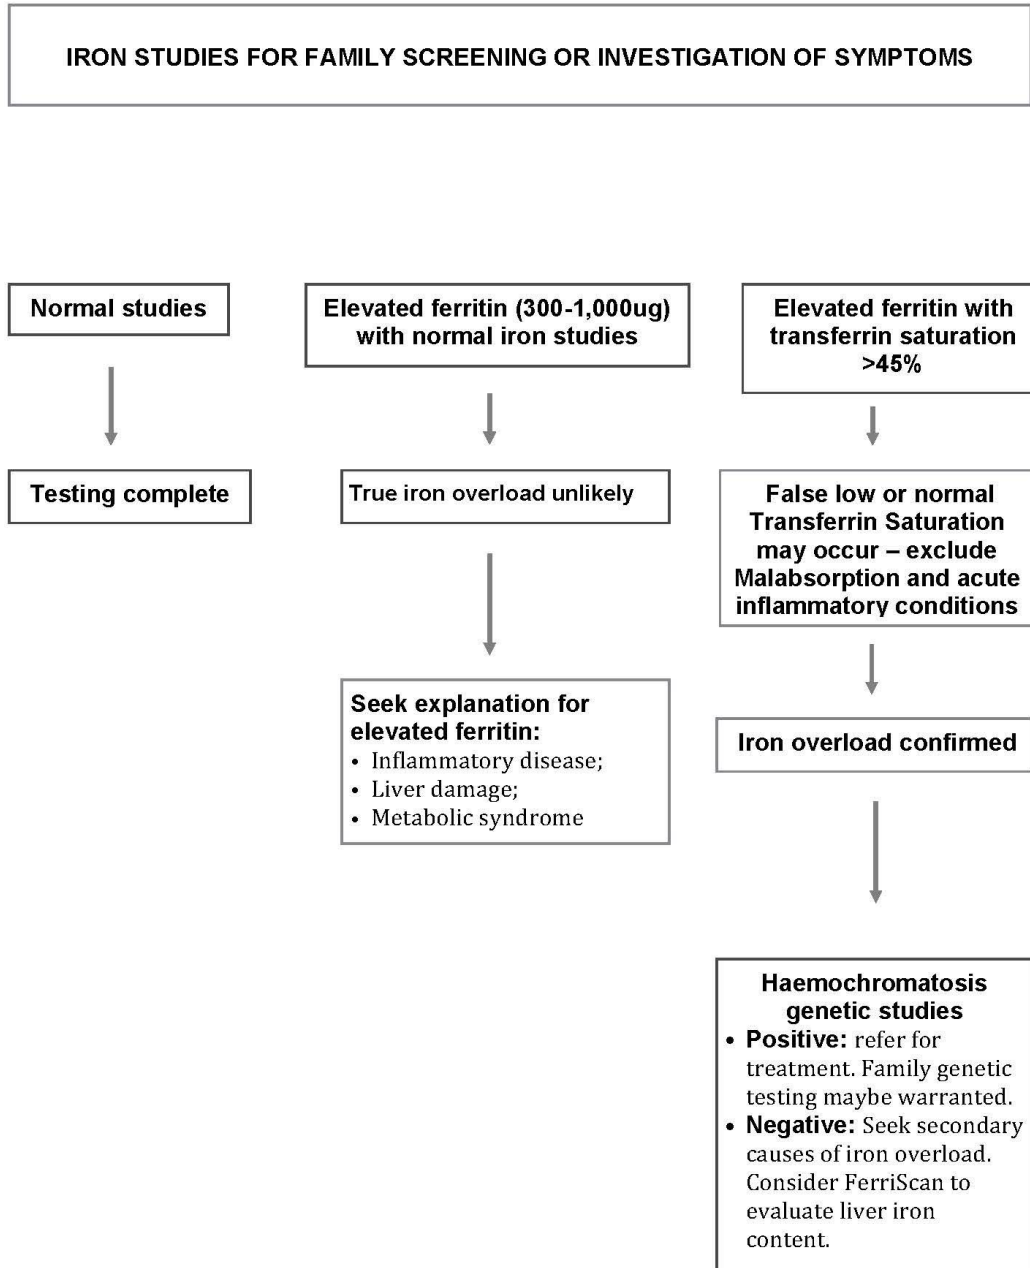 IRON STUDIES FOR FAMILY SCREENING OR INVESTIGATION OF SYMPTOMS
Normal studies
Testing complete
Elevated ferritin (300-1,000ug)
with normal iron studies
True iron overload unlikely
Seek explanation for
elevated ferritin:
• Inflammatory disease;
• Liver damage;
• Metabolic syndrome
Elevated ferritin with
transferrin saturation
>45%
False low or normal
Transferrin Saturation
may occur – exclude
Malabsorption and acute
inflammatory conditions
Iron overload confirmed
Haemochromatosis
genetic studies
• Positive: refer for
treatment. Family genetic
testing maybe warranted.
• Negative: Seek secondary
causes of iron overload.
Consider FerriScan to
evaluate liver iron
content.